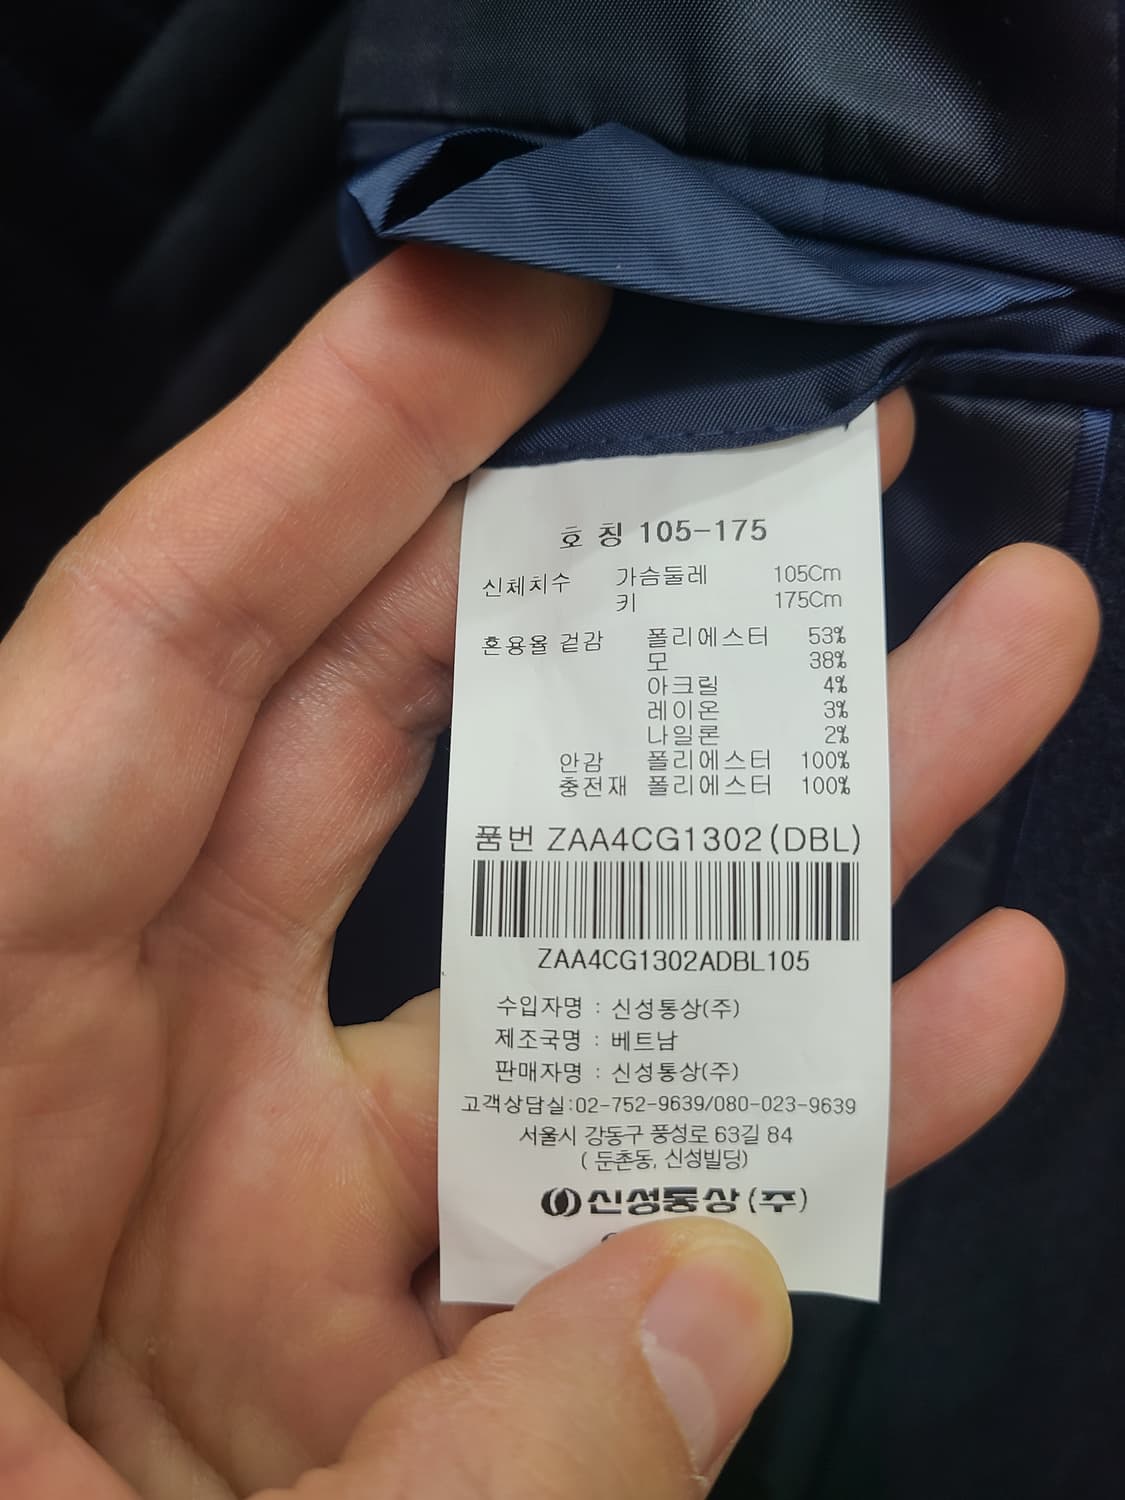 호 칭 105-175
신체치수 가슴둘레 105Cm
키 175Cm
혼용율 겉감 폴리에스터 53%
모 38%
아크릴 4%
레이온 3%
나일론 2%
안감 폴리에스터 100%
충전재 폴리에스터 100%
품번 ZAA4CG1302(DBL)
ZAA4CG1302ADBL105
수입자명 : 신성통상(주)
제조국명 : 베트남
판매자명 : 신성통상(주)
고객상담실:02-752-9639/080-023-9639
서울시 강동구 풍성로 63길 84
( 둔촌동, 신성빌딩)
신성통상(주)